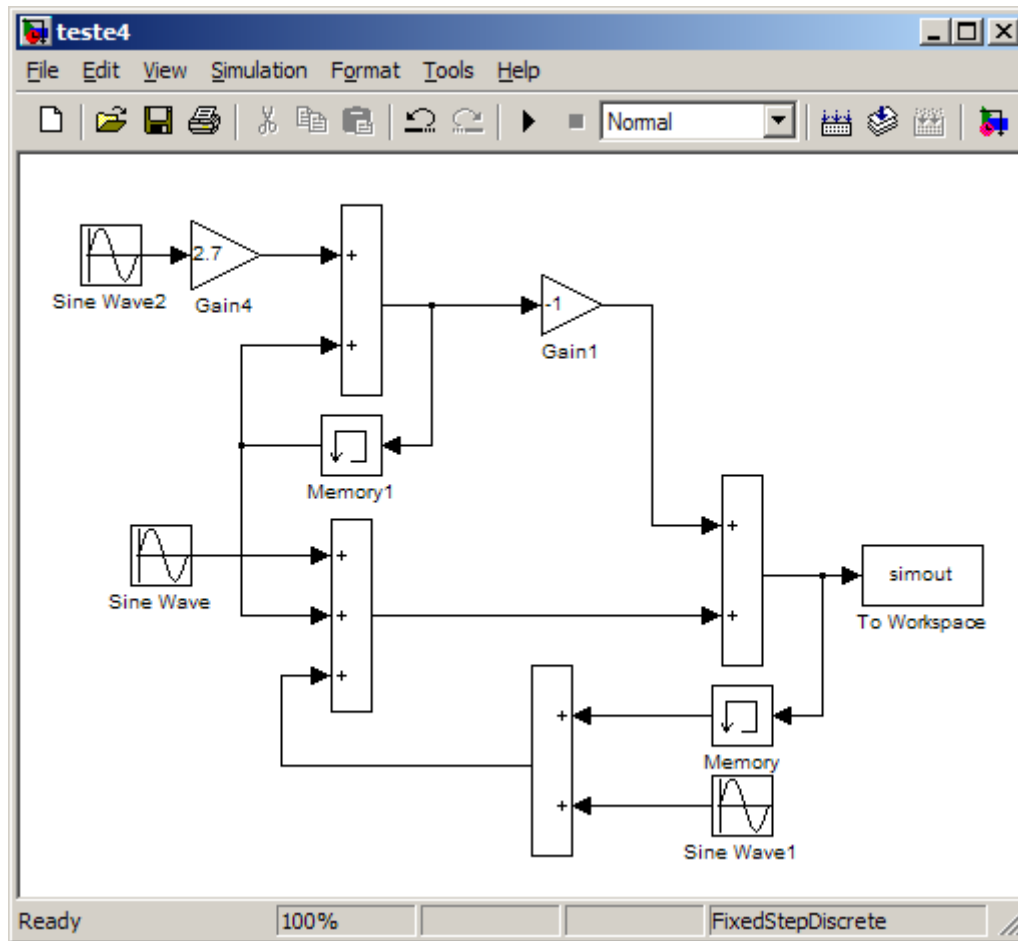 teste4
File Edit View Simulation Format Tools Help
Normal
Sine Wave2
2.7
Gain4
+
+
-1
Gain1
Memory1
Sine Wave
+
+
+
+
+
simout
To Workspace
+
+
Memory
Sine Wave1
Ready 100% FixedStepDiscrete